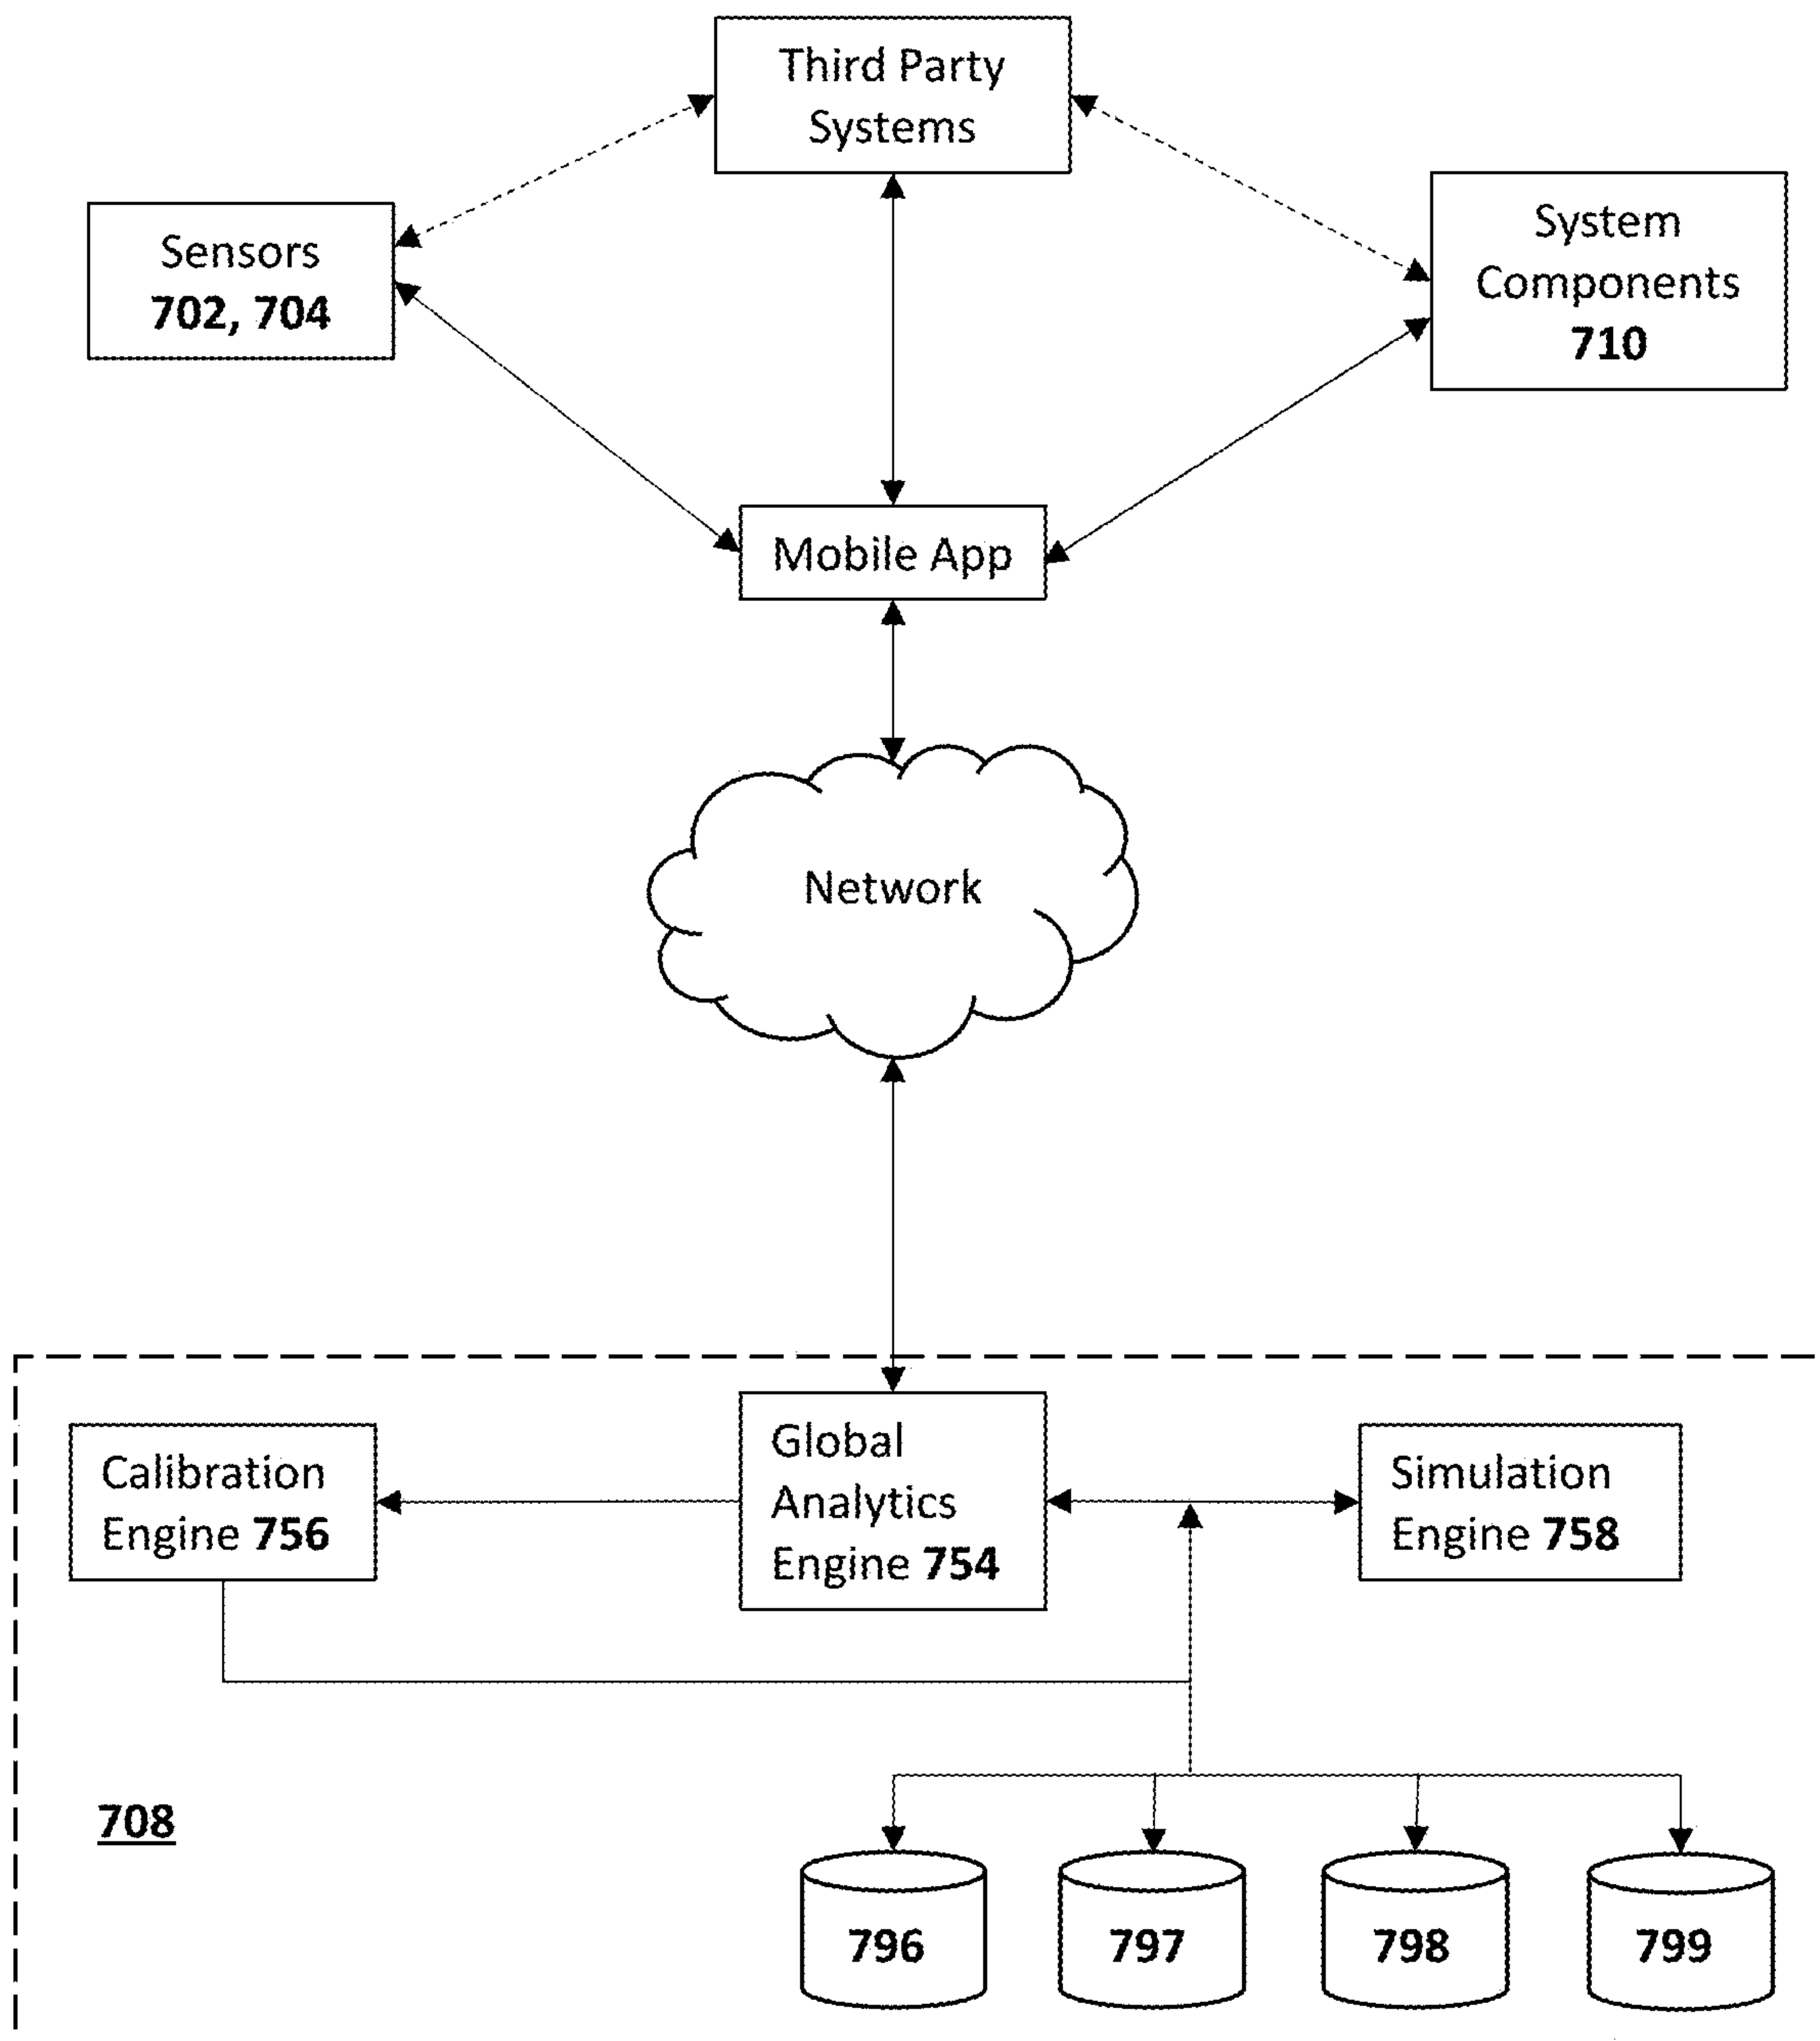 Third Party
Systems
Sensors
702, 704
System
Components
710
Mobile App
Network
Calibration
Engine 756
Global
Analytics
Engine 754
Simulation
Engine 758
708
796
797
798
799